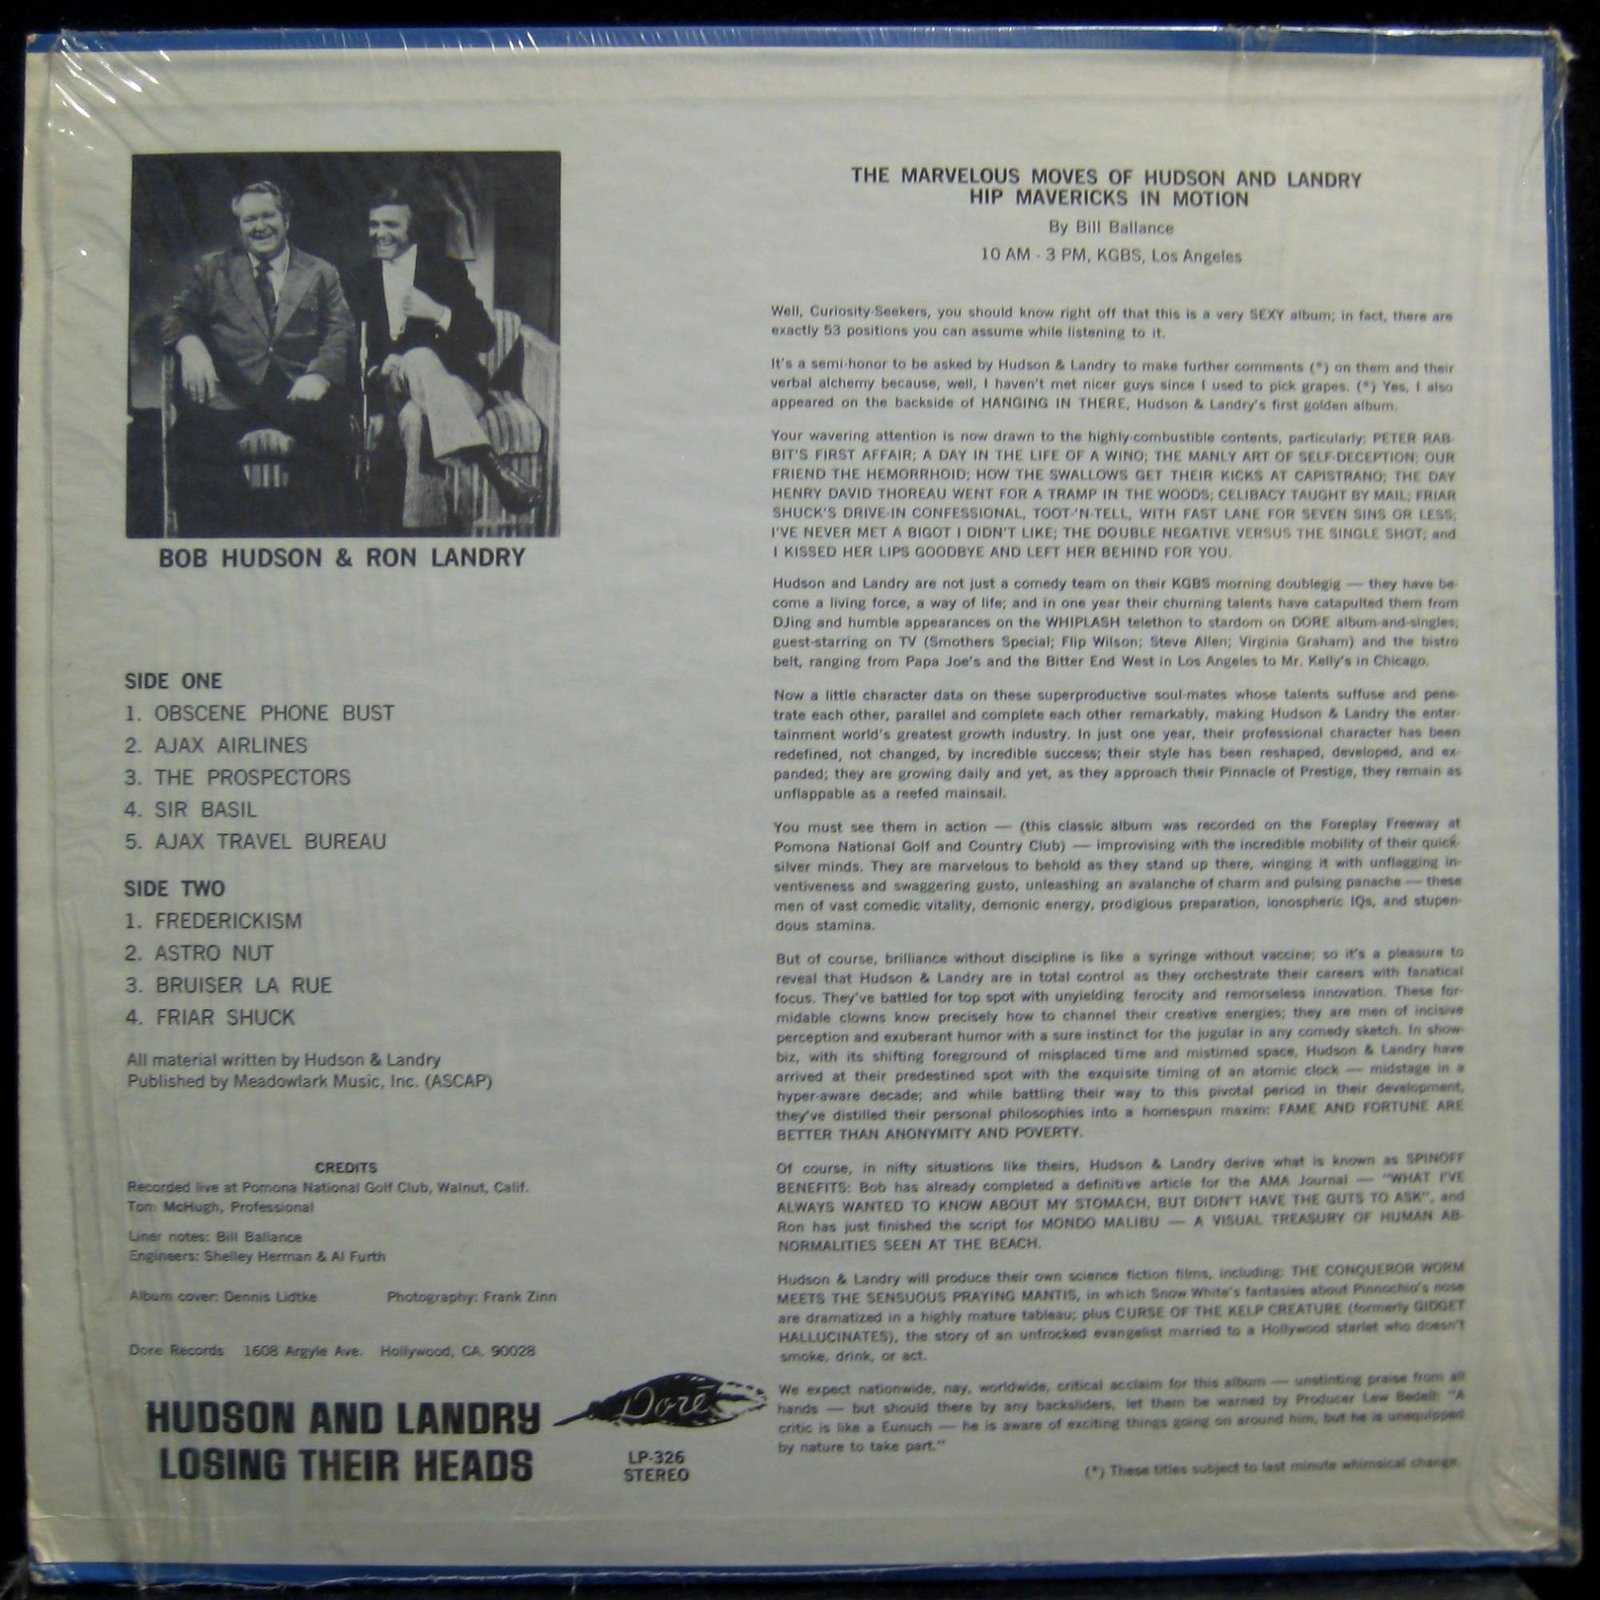 BOB HUDSON & RON LANDRY
SIDE ONE
1. OBSCENE PHONE BUST
2. AJAX AIRLINES
3. THE PROSPECTORS
4. SIR BASIL
5. AJAX TRAVEL BUREAU
SIDE TWO
1. FREDERICKISM
2. ASTRO NUT
3. BRUISER LA RUE
4. FRIAR SHUCK
All material written by Hudson & Landry
Published by Meadowlark Music, Inc. (ASCAP)
CREDITS
Recorded live at Pomona National Golf Club, Walnut, Calif.
Tom McHugh, Professional
Liner notes: Bill Ballance
Engineers: Shelley Herman & Al Furth
Album cover: Dennis Lidtke Photography: Frank Zinn
Dore Records 1608 Argyle Ave. Hollywood, CA. 90028
HUDSON AND LANDRY
LOSING THEIR HEADS
Doré
LP-326
STEREO
THE MARVELOUS MOVES OF HUDSON AND LANDRY
HIP MAVERICKS IN MOTION
By Bill Ballance
10 AM - 3 PM, KGBS, Los Angeles
Well, Curiosity-Seekers, you should know right off that this is a very SEXY album; in fact, there are
exactly 53 positions you can assume while listening to it.
It's a semi-honor to be asked by Hudson & Landry to make further comments (*) on them and their
verbal alchemy because, well, I haven't met nicer guys since I used to pick grapes. (*) Yes, I also
appeared on the backside of HANGING IN THERE, Hudson & Landry's first golden album.
Your wavering attention is now drawn to the highly-combustible contents, particularly: PETER RAB-
BIT'S FIRST AFFAIR; A DAY IN THE LIFE OF A WINO; THE MANLY ART OF SELF-DECEPTION; OUR
FRIEND THE HEMORRHOID; HOW THE SWALLOWS GET THEIR KICKS AT CAPISTRANO; THE DAY
HENRY DAVID THOREAU WENT FOR A TRAMP IN THE WOODS; CELIBACY TAUGHT BY MAIL; FRIAR
SHUCK'S DRIVE-IN CONFESSIONAL, TOOT-'N-TELL, WITH FAST LANE FOR SEVEN SINS OR LESS;
I'VE NEVER MET A BIGOT I DIDN'T LIKE; THE DOUBLE NEGATIVE VERSUS THE SINGLE SHOT; and
I KISSED HER LIPS GOODBYE AND LEFT HER BEHIND FOR YOU.
Hudson and Landry are not just a comedy team on their KGBS morning doublegig — they have be-
come a living force, a way of life; and in one year their churning talents have catapulted them from
DJing and humble appearances on the WHIPLASH telethon to stardom on DORE album-and-singles;
guest-starring on TV (Smothers Special; Flip Wilson; Steve Allen; Virginia Graham) and the bistro
belt, ranging from Papa Joe's and the Bitter End West in Los Angeles to Mr. Kelly's in Chicago.
Now a little character data on these superproductive soul-mates whose talents suffuse and pene-
trate each other, parallel and complete each other remarkably, making Hudson & Landry the enter-
tainment world's greatest growth industry. In just one year, their professional character has been
redefined, not changed, by incredible success; their style has been reshaped, developed, and ex-
panded; they are growing daily and yet, as they approach their Pinnacle of Prestige, they remain as
unflappable as a reefed mainsail.
You must see them in action — (this classic album was recorded on the Foreplay Freeway at
Pomona National Golf and Country Club) — improvising with the incredible mobility of their quick-
silver minds. They are marvelous to behold as they stand up there, winging it with unflagging in-
ventiveness and swaggering gusto, unleashing an avalanche of charm and pulsing panache — these
men of vast comedic vitality, demonic energy, prodigious preparation, ionospheric IQs, and stupen-
dous stamina.
But of course, brilliance without discipline is like a syringe without vaccine; so it's a pleasure to
reveal that Hudson & Landry are in total control as they orchestrate their careers with fanatical
focus. They've battled for top spot with unyielding ferocity and remorseless innovation. These for-
midable clowns know precisely how to channel their creative energies; they are men of incisive
perception and exuberant humor with a sure instinct for the jugular in any comedy sketch. In show-
biz, with its shifting foreground of misplaced time and mistimed space, Hudson & Landry have
arrived at their predestined spot with the exquisite timing of an atomic clock — midstage in a
hyper-aware decade; and while battling their way to this pivotal period in their development,
they've distilled their personal philosophies into a homespun maxim: FAME AND FORTUNE ARE
BETTER THAN ANONYMITY AND POVERTY.
Of course, in nifty situations like theirs, Hudson & Landry derive what is known as SPINOFF
BENEFITS: Bob has already completed a definitive article for the AMA Journal — "WHAT I'VE
ALWAYS WANTED TO KNOW ABOUT MY STOMACH, BUT DIDN'T HAVE THE GUTS TO ASK", and
Ron has just finished the script for MONDO MALIBU — A VISUAL TREASURY OF HUMAN AB-
NORMALITIES SEEN AT THE BEACH.
Hudson & Landry will produce their own science fiction films, including: THE CONQUEROR WORM
MEETS THE SENSUOUS PRAYING MANTIS, in which Snow White's fantasies about Pinnochio's nose
are dramatized in a highly mature tableau; plus CURSE OF THE KELP CREATURE (formerly GIDGET
HALLUCINATES), the story of an unfrocked evangelist married to a Hollywood starlet who doesn't
smoke, drink, or act.
We expect nationwide, nay, worldwide, critical acclaim for this album — unstinting praise from all
hands — but should there by any backsliders, let them be warned by Producer Lew Bedell: "A
critic is like a Eunuch — he is aware of exciting things going on around him, but he is unequipped
by nature to take part."
(*) These titles subject to last minute whimsical change.